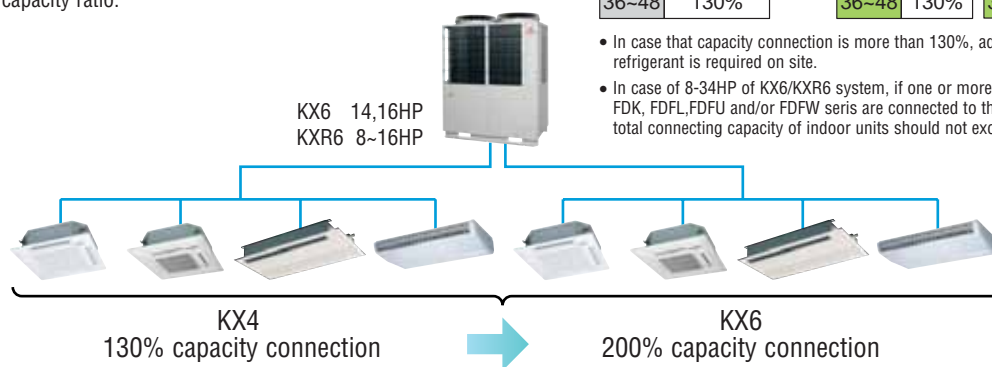 capacity ratio.
36~48 130%
36~48 130%
• In case that capacity connection is more than 130%,
refrigerant is required on site.
• In case of 8-34HP of KX6/KXR6 system, if one or more
FDK, FDFL,FDFU and/or FDFW seris are connected to
total connecting capacity of indoor units should not
KX6 14,16HP
KXR6 8~16HP
KX4
130% capacity connection
KX6
200% capacity connection